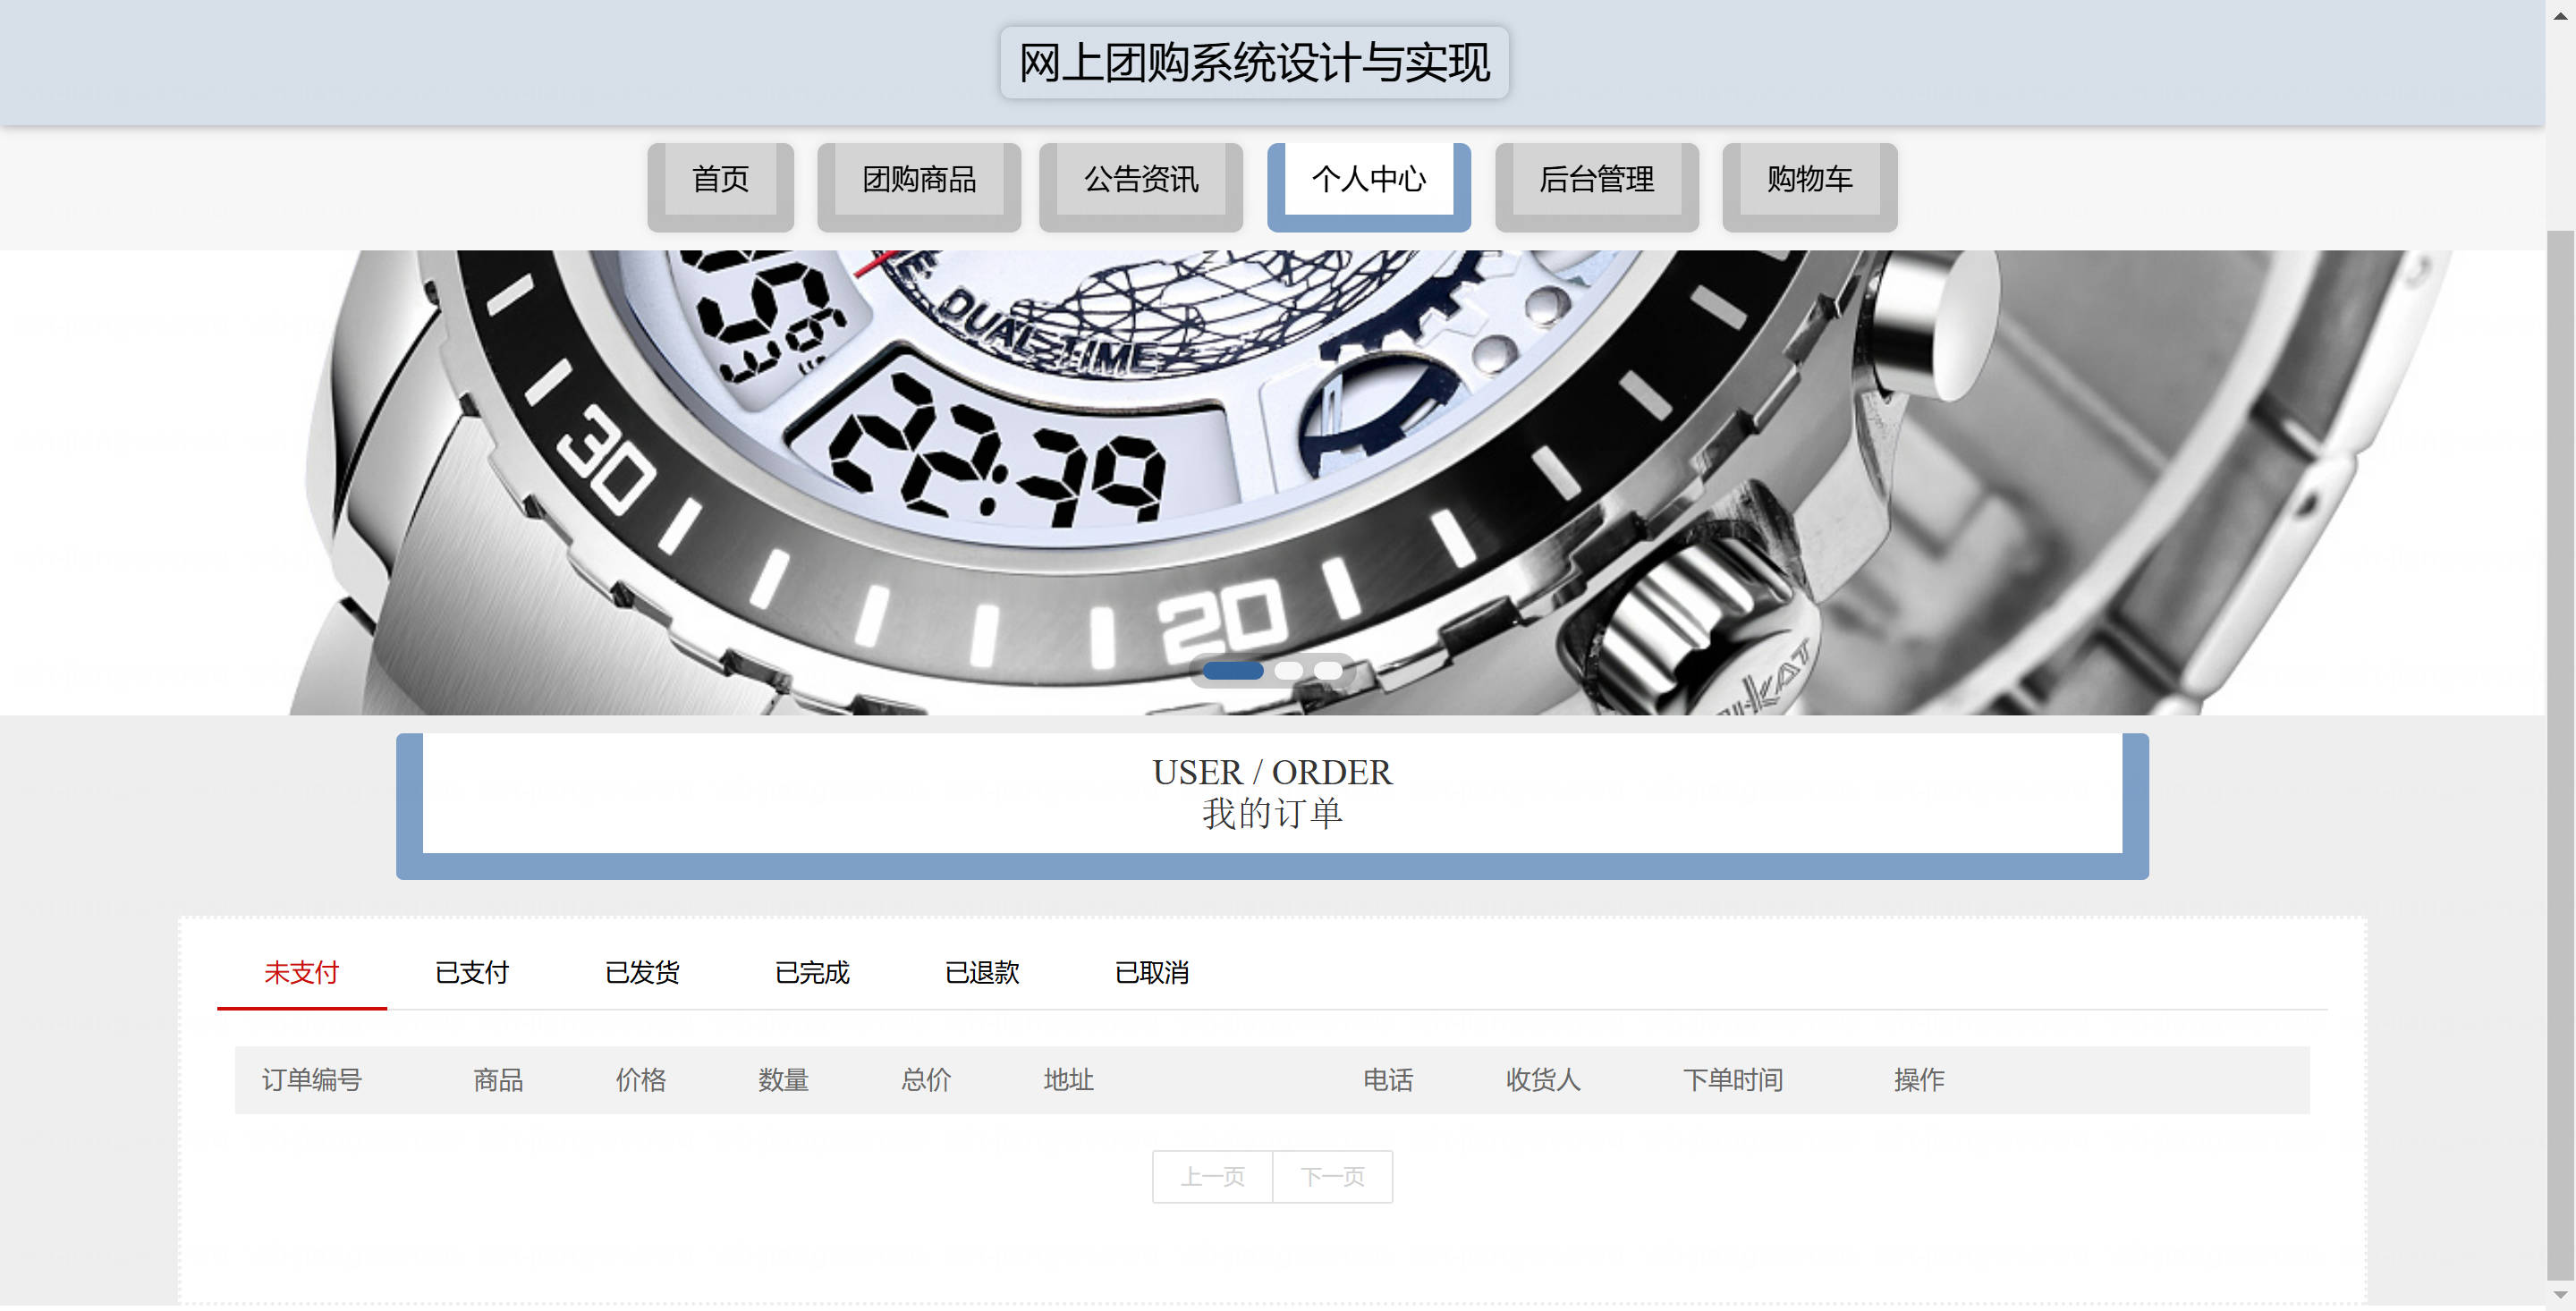 网上团购系统设计与实现
首页 团购商品 公告资讯 个人中心 后台管理 购物车
DUAL TIME
22:39
30
20
USER / ORDER
我的订单
未支付 已支付 已发货 已完成 已退款 已取消
订单编号 商品 价格 数量 总价 地址 电话 收货人 下单时间 操作
上一页 下一页